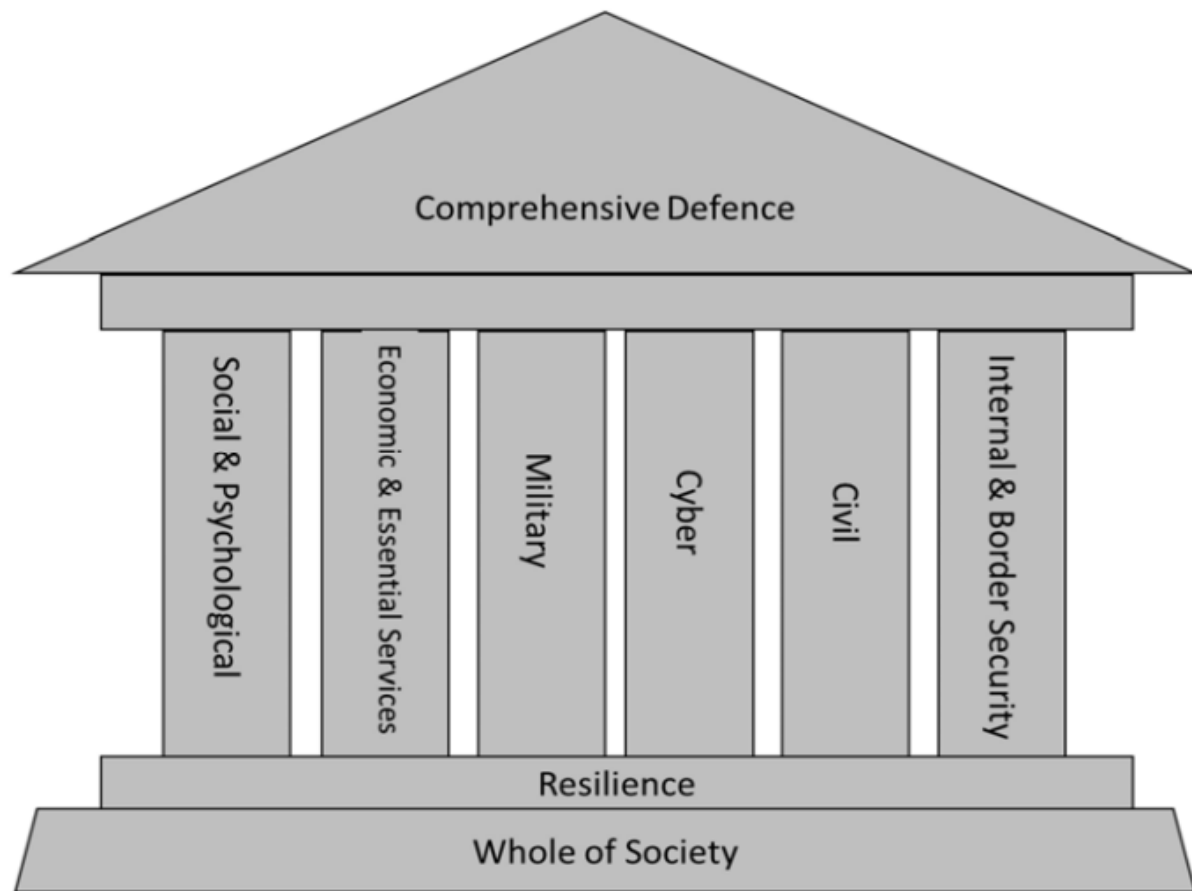 Comprehensive Defence
Social & Psychological
Economic & Essential Services
Military
Cyber
Civil
Internal & Border Security
Resilience
Whole of Society